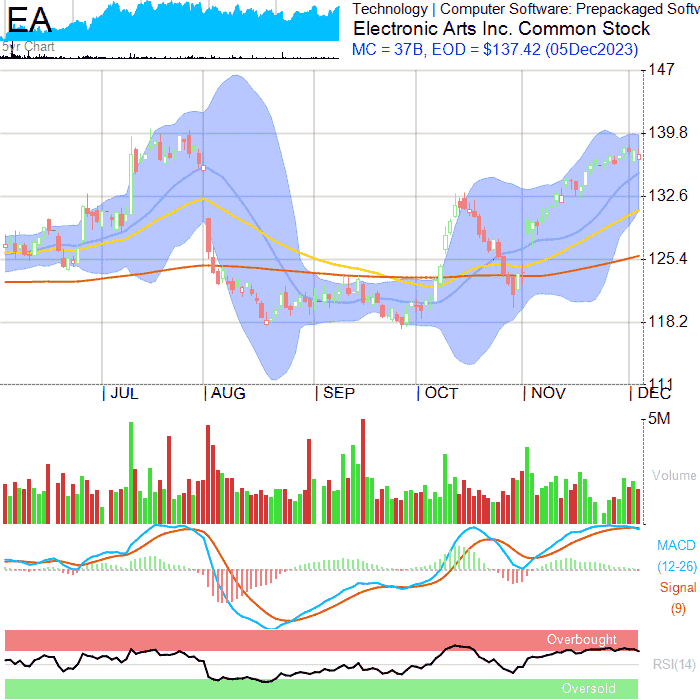 EA
5yr Chart
Technology | Computer Software: Prepackaged Softw
Electronic Arts Inc. Common Stock
MC = 37B, EOD = $137.42 (05Dec2023)
147
139.8
132.6
125.4
118.2
111
JUL AUG SEP OCT NOV DEC
5M
Volume
MACD
(12-26)
Signal
(9)
Overbought
RSI(14)
Oversold